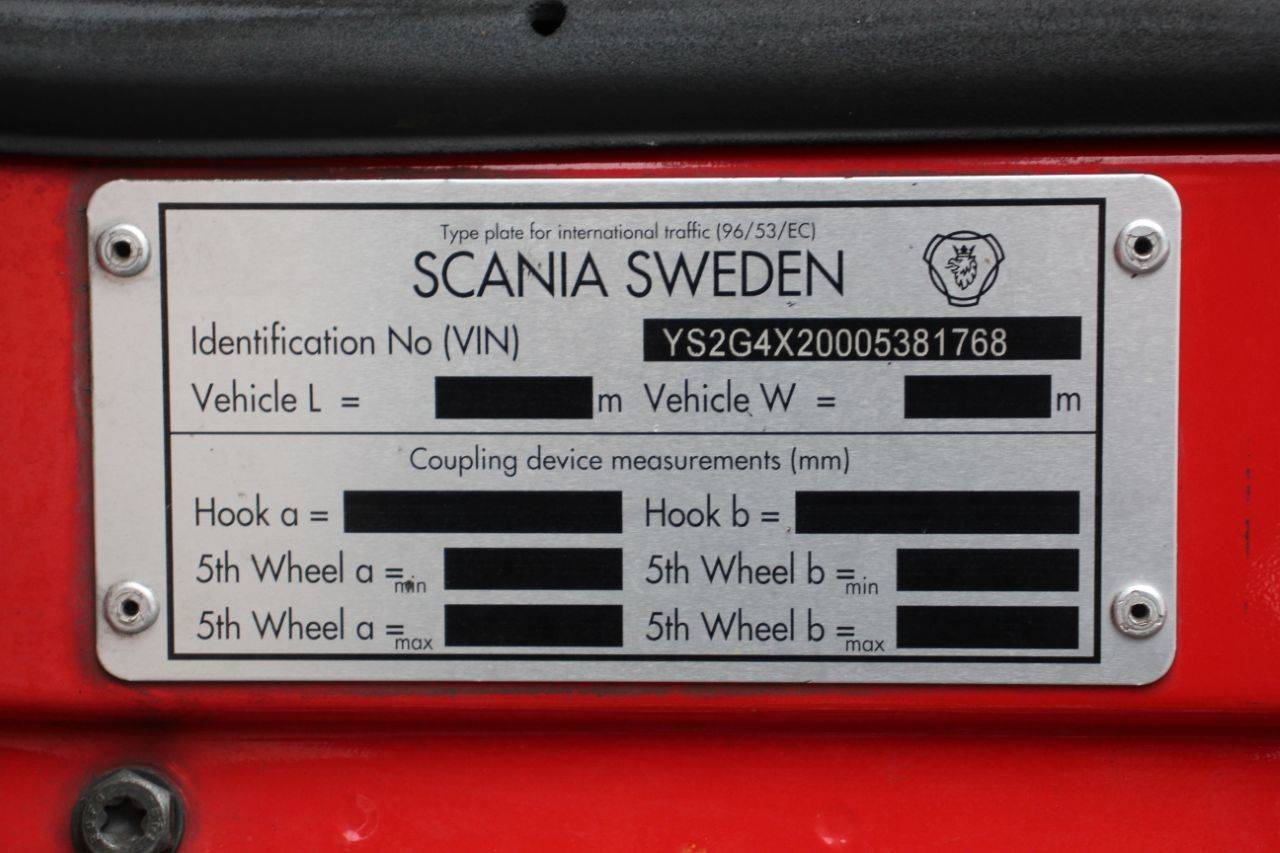 Type plate for international traffic (96/53/EC)
SCANIA SWEDEN
Identification No (VIN) YS2G4X20005381768
Vehicle L = m Vehicle W = m
Coupling device measurements (mm)
Hook a = Hook b =
5th Wheel a =min 5th Wheel b =min
5th Wheel a =max 5th Wheel b =max